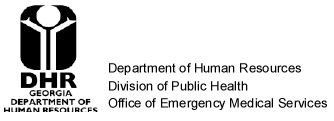 DHR
GEORGIA
DEPARTMENT OF
HUMAN RESOURCES
Department of Human Resources
Division of Public Health
Office of Emergency Medical Services